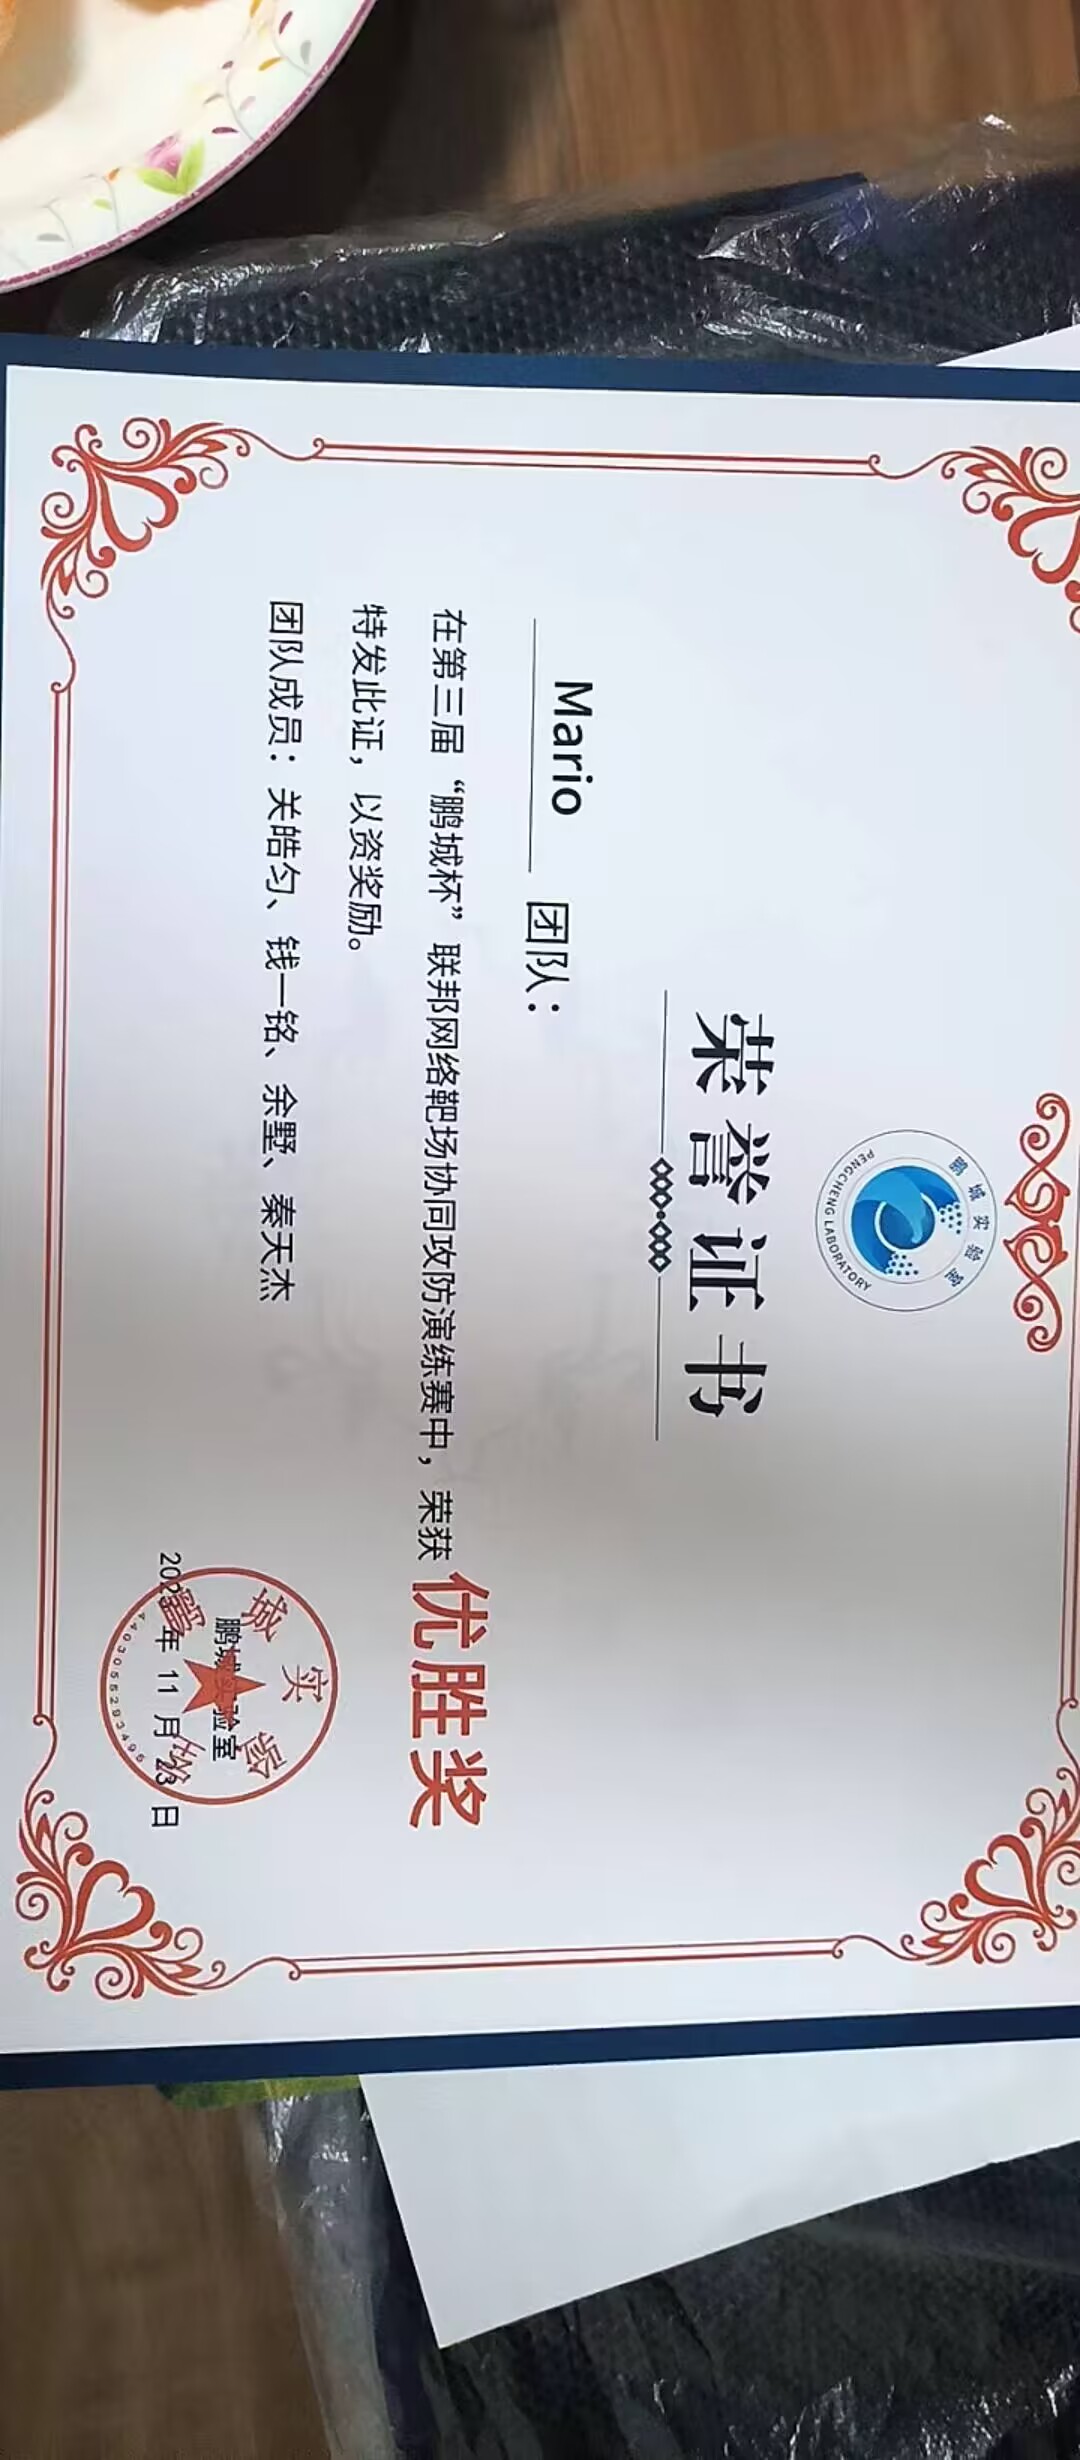 鹏城实验室
PENGCHENG LABORATORY
荣誉证书
Mario 团队：
在第三届“鹏城杯”联邦网络靶场协同攻防演练赛中，荣获 优胜奖
特发此证，以资奖励。
团队成员：关皓匀、钱一铭、余墅、秦天杰
鹏城实验室
鹏城实验室
2023 年 11 月 23 日
4403055293495